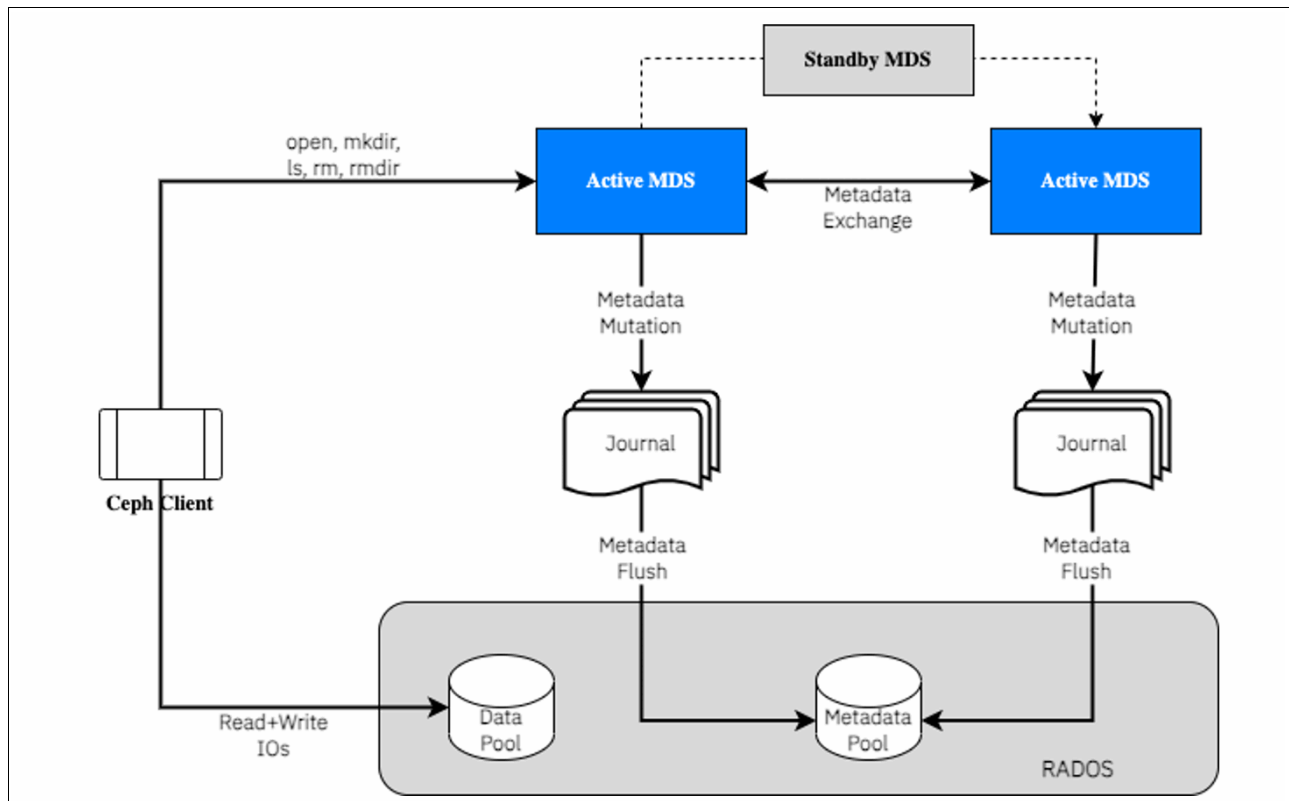 Standby MDS
open, mkdir,
ls, rm, rmdir
Active MDS
Metadata
Exchange
Active MDS
Metadata
Mutation
Metadata
Mutation
Journal
Journal
Ceph Client
Metadata
Flush
Metadata
Flush
Read+Write
IOs
Data
Pool
Metadata
Pool
RADOS